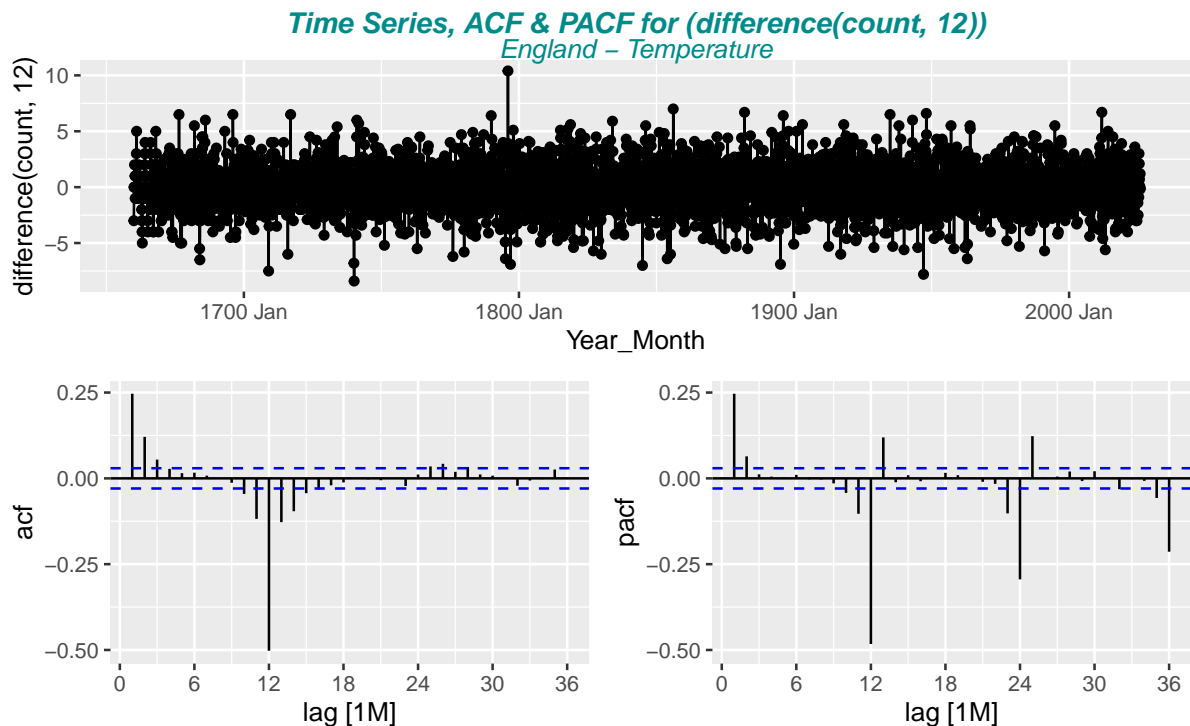 Time Series, ACF & PACF for (difference(count, 12))
England − Temperature
difference(count, 12)
10
5
0
−5
1700 Jan 1800 Jan 1900 Jan 2000 Jan
Year_Month
acf
0.25
0.00
−0.25
−0.50
0 6 12 18 24 30 36
lag [1M]
pacf
0.25
0.00
−0.25
−0.50
0 6 12 18 24 30 36
lag [1M]